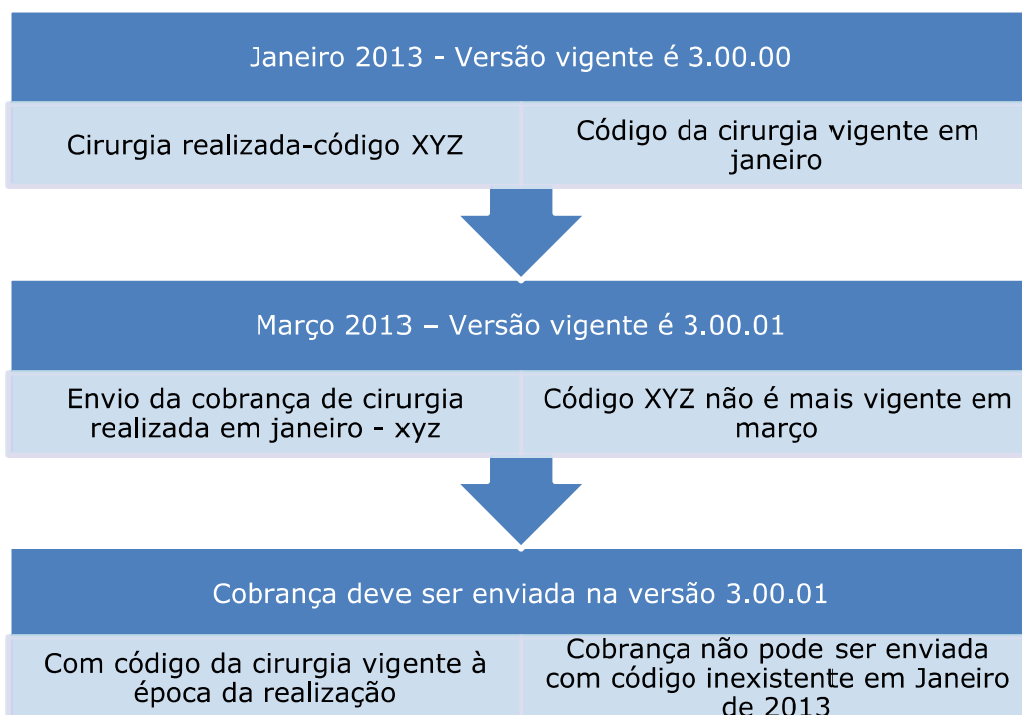 Janeiro 2013 - Versão vigente é 3.00.00
Cirurgia realizada-código XYZ
Código da cirurgia vigente em
janeiro
Março 2013 – Versão vigente é 3.00.01
Envio da cobrança de cirurgia
realizada em janeiro - xyz
Código XYZ não é mais vigente em
março
Cobrança deve ser enviada na versão 3.00.01
Com código da cirurgia vigente à
época da realização
Cobrança não pode ser enviada
com código inexistente em Janeiro
de 2013